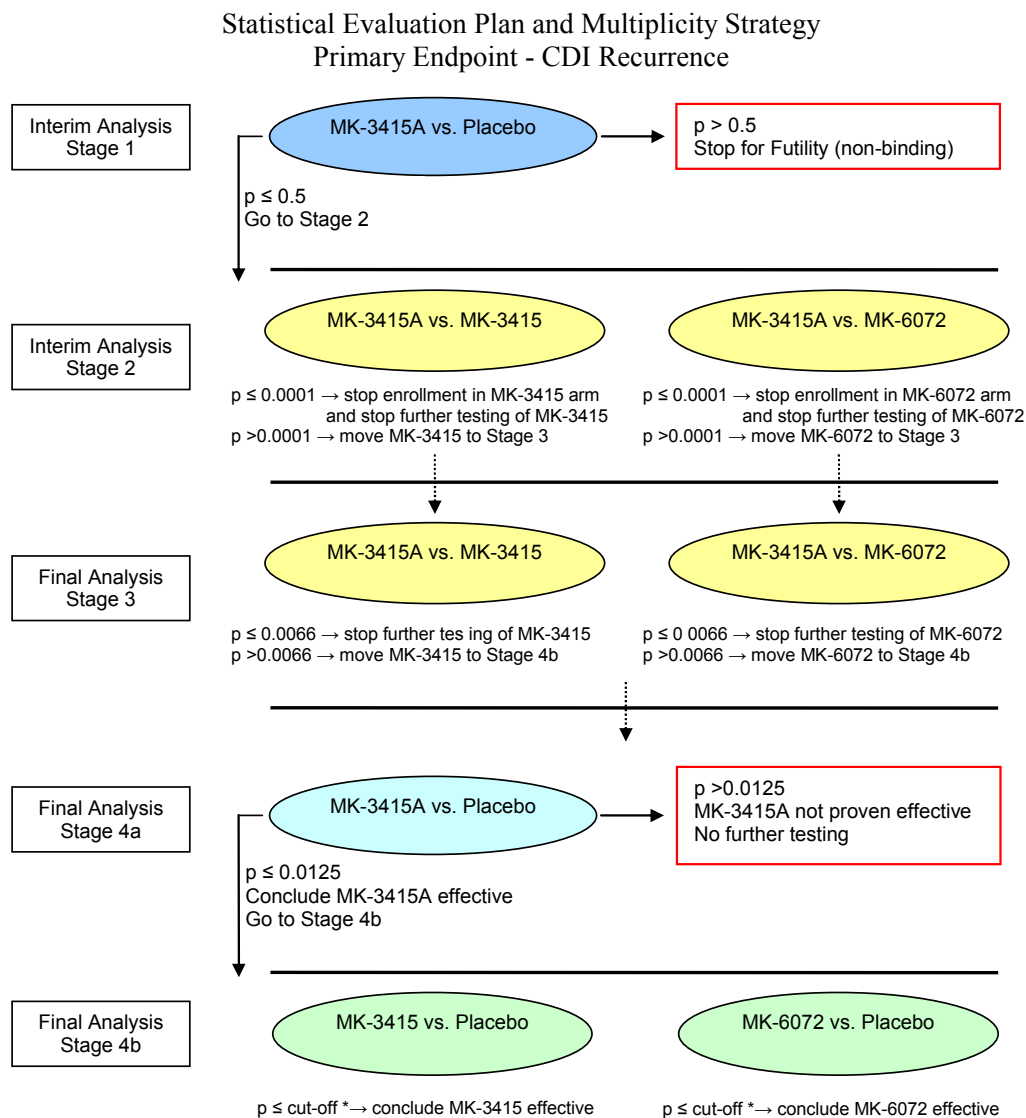 Statistical Evaluation Plan and Multiplicity Strategy
Primary Endpoint - CDI Recurrence
Interim Analysis
Stage 1
MK-3415A vs. Placebo
p > 0.5
Stop for Futility (non-binding)
p ≤ 0.5
Go to Stage 2
Interim Analysis
Stage 2
MK-3415A vs. MK-3415
MK-3415A vs. MK-6072
p ≤ 0.0001 → stop enrollment in MK-3415 arm
and stop further testing of MK-3415
p >0.0001 → move MK-3415 to Stage 3
p ≤ 0.0001 → stop enrollment in MK-6072 arm
and stop further testing of MK-6072
p >0.0001 → move MK-6072 to Stage 3
Final Analysis
Stage 3
MK-3415A vs. MK-3415
MK-3415A vs. MK-6072
p ≤ 0.0066 → stop further tes ing of MK-3415
p >0.0066 → move MK-3415 to Stage 4b
p ≤ 0 0066 → stop further testing of MK-6072
p >0.0066 → move MK-6072 to Stage 4b
Final Analysis
Stage 4a
MK-3415A vs. Placebo
p >0.0125
MK-3415A not proven effective
No further testing
p ≤ 0.0125
Conclude MK-3415A effective
Go to Stage 4b
Final Analysis
Stage 4b
MK-3415 vs. Placebo
MK-6072 vs. Placebo
p ≤ cut-off *→ conclude MK-3415 effective
p ≤ cut-off *→ conclude MK-6072 effective